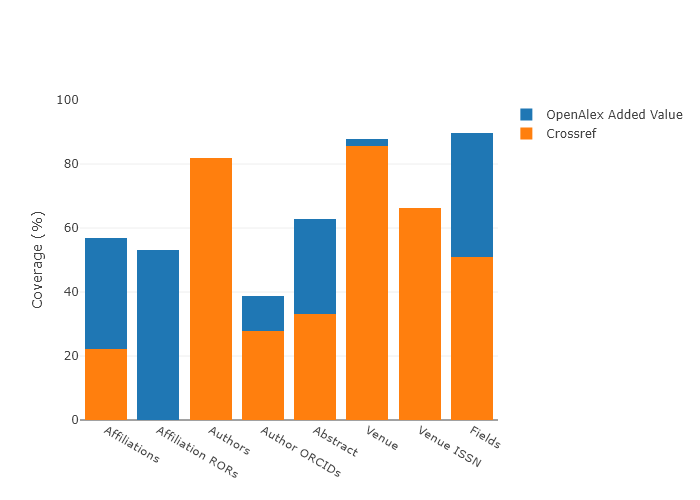 100
80
60
40
20
0
Coverage (%)
Affiliations
Affiliation RORs
Authors
Author ORCIDs
Abstract
Venue
Venue ISSN
Fields
OpenAlex Added Value
Crossref